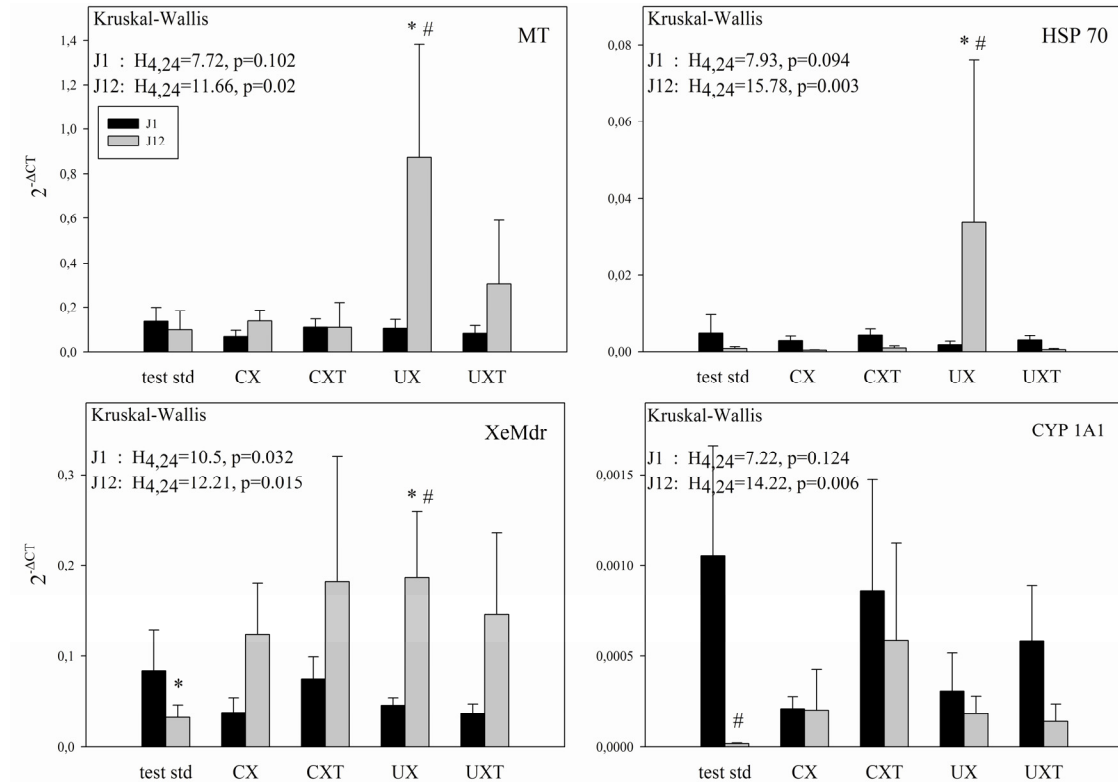 Kruskal-Wallis
MT
J1 : H4,24=7.72, p=0.102
J12: H4,24=11.66, p=0.02
J1
J12
* #
2-ΔCT
1,4
1,2
1,0
0,8
0,6
0,4
0,2
0,0
test std CX CXT UX UXT
Kruskal-Wallis
HSP 70
J1 : H4,24=7.93, p=0.094
J12: H4,24=15.78, p=0.003
* #
0,08
0,06
0,04
0,02
0,00
test std CX CXT UX UXT
Kruskal-Wallis
XeMdr
J1 : H4,24=10.5, p=0.032
J12: H4,24=12.21, p=0.015
* #
*
2-ΔCT
0,3
0,2
0,1
0,0
test std CX CXT UX UXT
Kruskal-Wallis
CYP 1A1
J1 : H4,24=7.22, p=0.124
J12: H4,24=14.22, p=0.006
#
0,0015
0,0010
0,0005
0,0000
test std CX CXT UX UXT